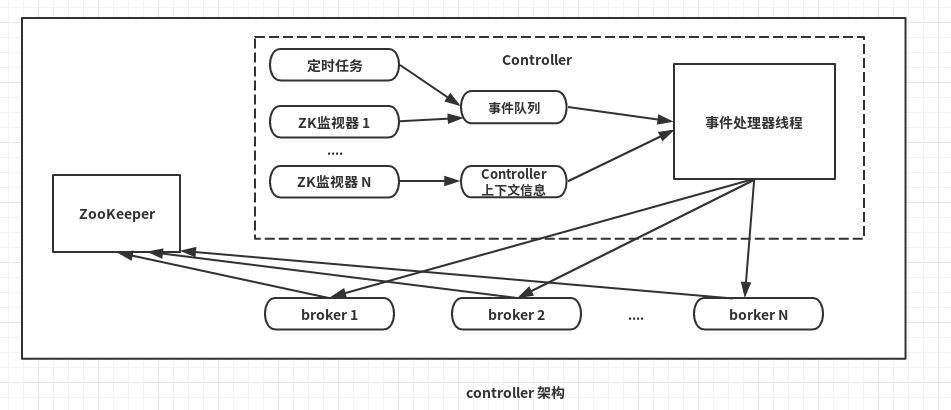 Controller
定时任务
事件队列
事件处理器线程
ZK监视器 1
....
ZK监视器 N
Controller
上下文信息
ZooKeeper
broker 1
broker 2
....
borker N
controller 架构